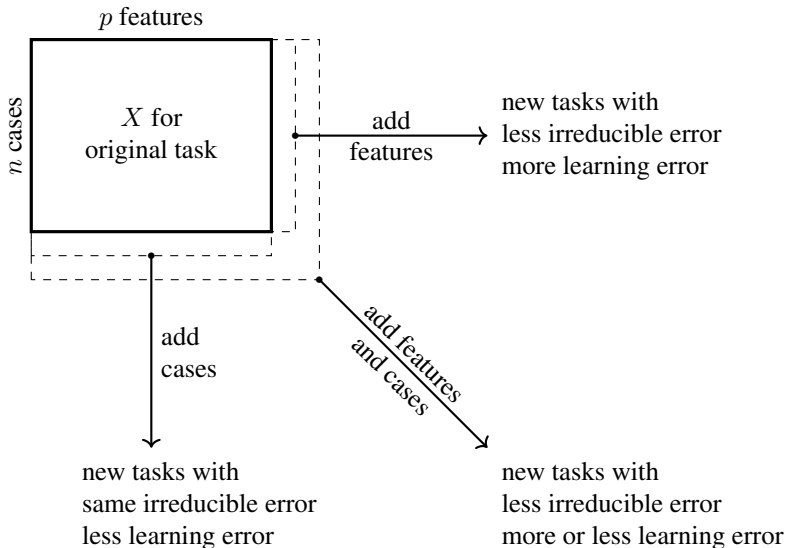 p features
n cases
X for
original task
add
features
new tasks with
less irreducible error
more learning error
add
cases
add features
and cases
new tasks with
same irreducible error
less learning error
new tasks with
less irreducible error
more or less learning error